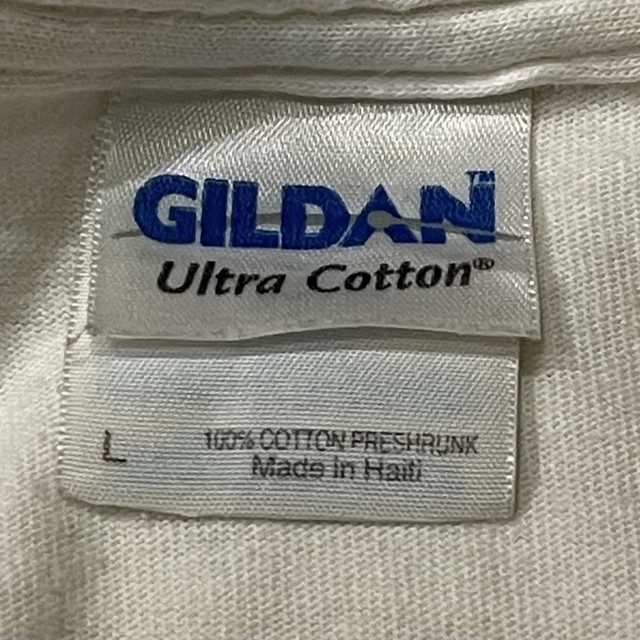 GILDAN™
Ultra Cotton®
L 100% COTTON PRESHRUNK
Made in Haiti